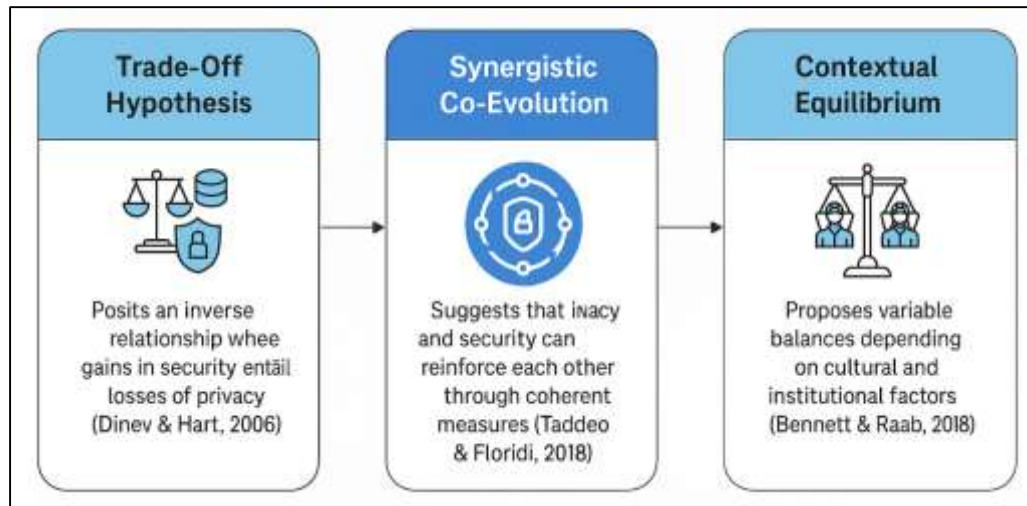 Trade-Off
Hypothesis
Posits an inverse
relationship whee
gains in security entāil
losses of privacy
(Dinev & Hart, 2006)
Synergistic
Co-Evolution
Suggests that inacy
and security can
reinforce each other
through coherent
measures (Taddeo
& Floridi, 2018)
Contextual
Equilibrium
Proposes variable
balances depending
on cultural and
institutional factors
(Bennett & Raab, 2018)